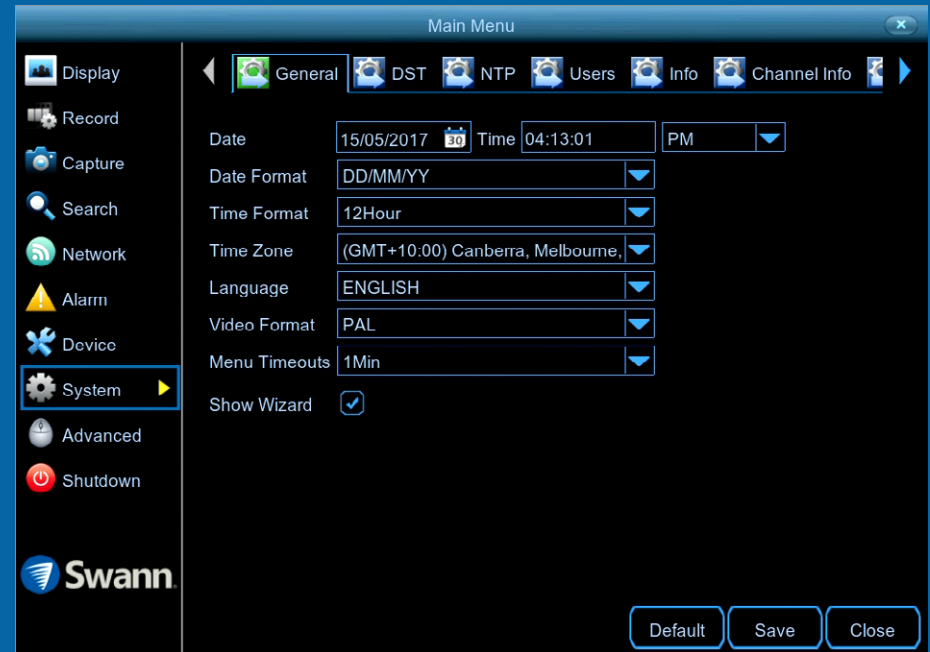 Main Menu
Display
Record
Capture
Search
Network
Alarm
Device
System
Advanced
Shutdown
Swann
General DST NTP Users Info Channel Info
Date 15/05/2017 30 Time 04:13:01 PM
Date Format DD/MM/YY
Time Format 12Hour
Time Zone (GMT+10:00) Canberra, Melbourne,
Language ENGLISH
Video Format PAL
Menu Timeouts 1Min
Show Wizard
Default Save Close